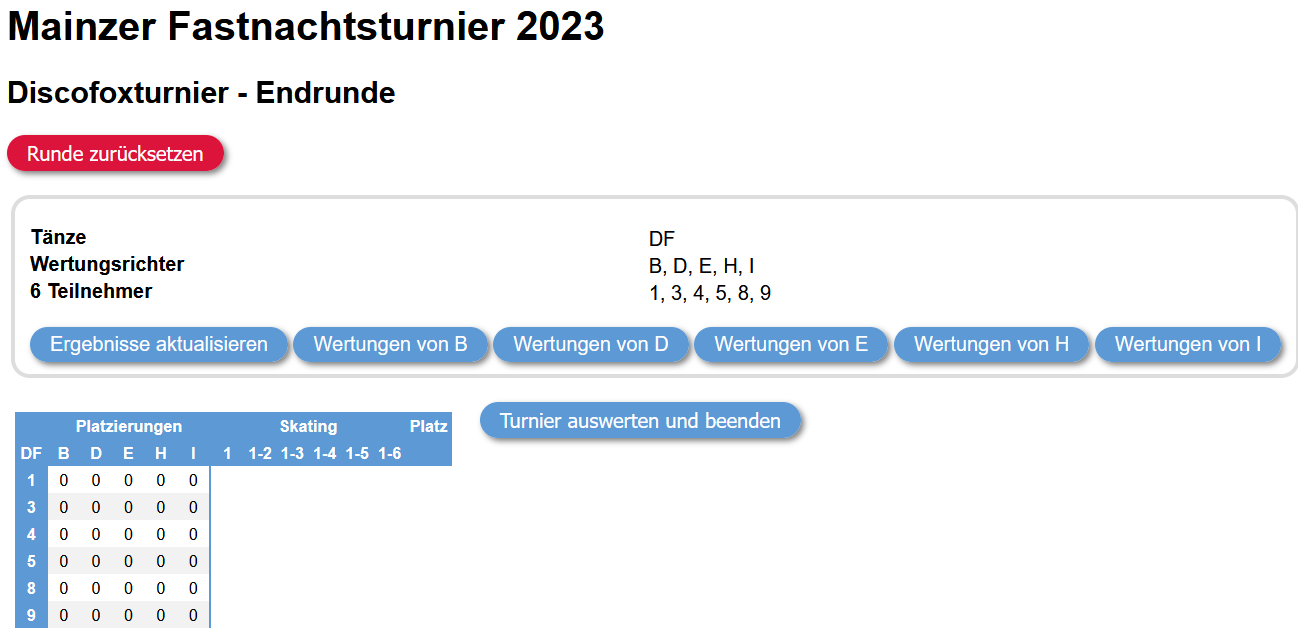 Mainzer Fastnachtsturnier 2023
Discofoxturnier - Endrunde
Runde zurücksetzen
Tänze DF
Wertungsrichter B, D, E, H, I
6 Teilnehmer 1, 3, 4, 5, 8, 9
Ergebnisse aktualisieren Wertungen von B Wertungen von D Wertungen von E Wertungen von H Wertungen von I
Turnier auswerten und beenden
Platzierungen Skating Platz
DF B D E H I 1 1-2 1-3 1-4 1-5 1-6
1 0 0 0 0 0
3 0 0 0 0 0
4 0 0 0 0 0
5 0 0 0 0 0
8 0 0 0 0 0
9 0 0 0 0 0